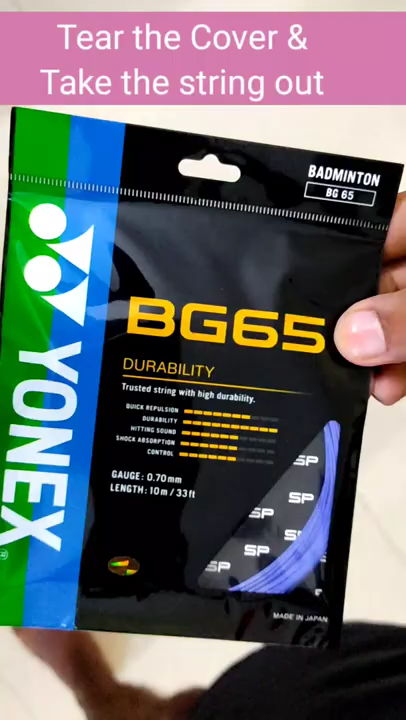 Tear the Cover &
Take the string out
BADMINTON
BG 65
YONEX
®
BG65
DURABILITY
Trusted string with high durability.
QUICK REPULSION
DURABILITY
HITTING SOUND
SHOCK ABSORPTION
CONTROL
GAUGE: 0.70mm
LENGTH: 10m / 33ft
SP
SP
SP
SP
SP
SP
MADE IN JAPAN